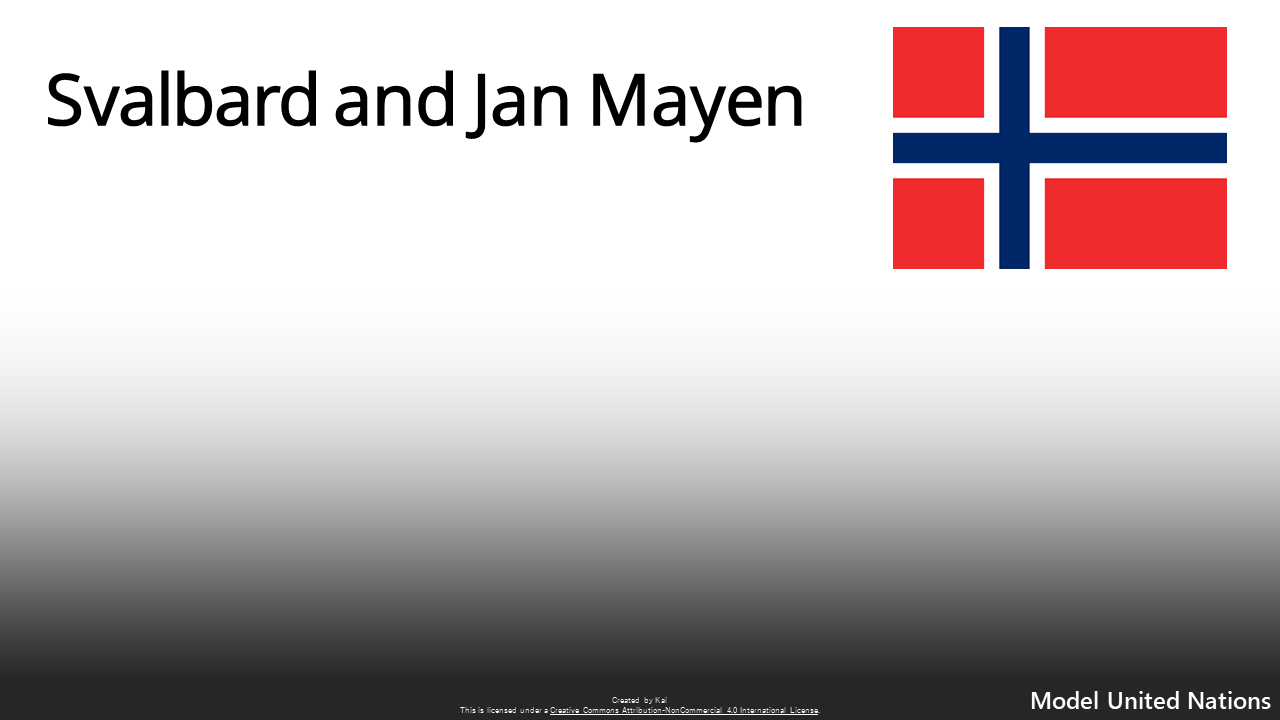 Svalbard and Jan Mayen
Created by Kai
This is licensed under a Creative Commons Attribution-NonCommercial 4.0 International License.
Model United Nations